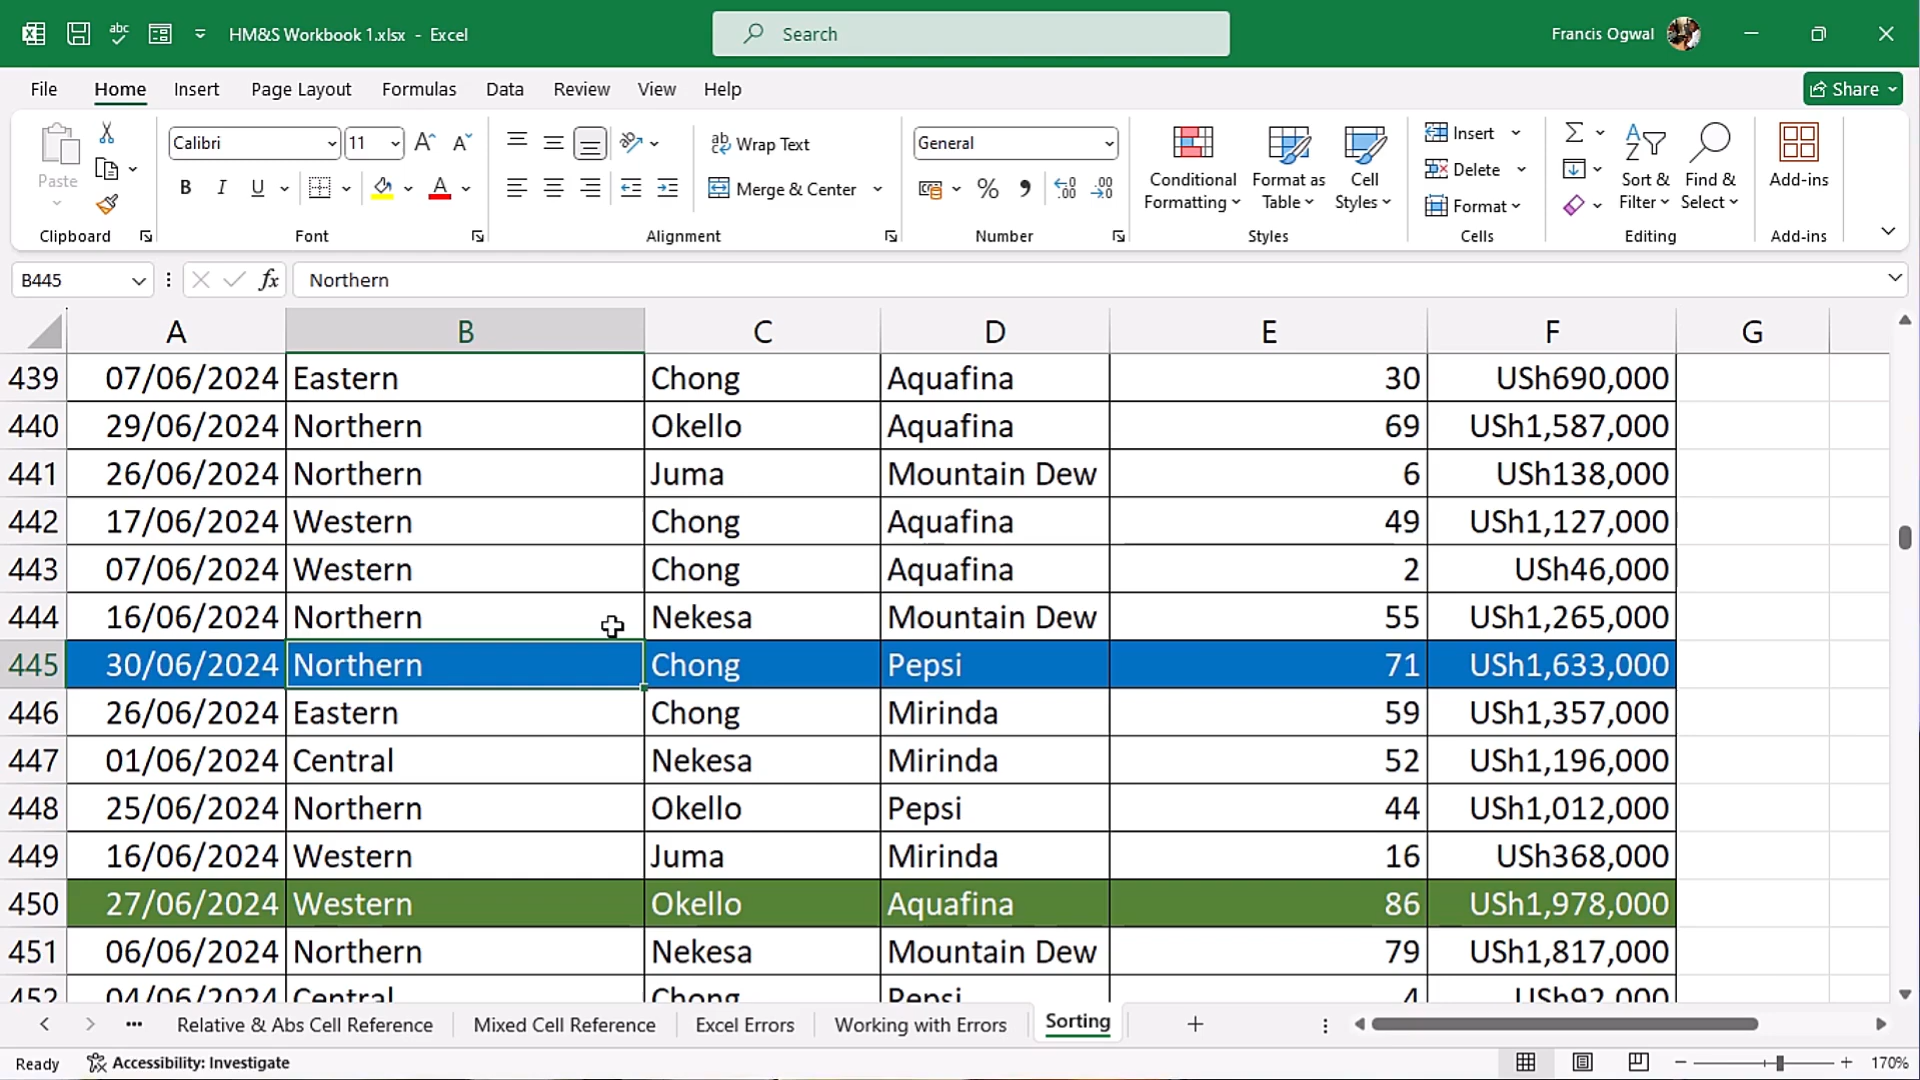 abc HM&S Workbook 1.xlsx - Excel Search Francis Ogwal
File Home Insert Page Layout Formulas Data Review View Help Share
Paste Calibri 11 A A ab Wrap Text General Conditional Formatting Format as Table Cell Styles Insert Delete Format Sort & Filter Find & Select Add-ins
B I U A Merge & Center % , .00 .00
Clipboard Font Alignment Number Styles Cells Editing Add-ins
B445 fx Northern
A B C D E F G
439 07/06/2024 Eastern Chong Aquafina 30 USh690,000
440 29/06/2024 Northern Okello Aquafina 69 USh1,587,000
441 26/06/2024 Northern Juma Mountain Dew 6 USh138,000
442 17/06/2024 Western Chong Aquafina 49 USh1,127,000
443 07/06/2024 Western Chong Aquafina 2 USh46,000
444 16/06/2024 Northern Nekesa Mountain Dew 55 USh1,265,000
445 30/06/2024 Northern Chong Pepsi 71 USh1,633,000
446 26/06/2024 Eastern Chong Mirinda 59 USh1,357,000
447 01/06/2024 Central Nekesa Mirinda 52 USh1,196,000
448 25/06/2024 Northern Okello Pepsi 44 USh1,012,000
449 16/06/2024 Western Juma Mirinda 16 USh368,000
450 27/06/2024 Western Okello Aquafina 86 USh1,978,000
451 06/06/2024 Northern Nekesa Mountain Dew 79 USh1,817,000
452 04/06/2024 Central Chong Pepsi 4 USh92,000
Relative & Abs Cell Reference Mixed Cell Reference Excel Errors Working with Errors Sorting
Ready Accessibility: Investigate 170%